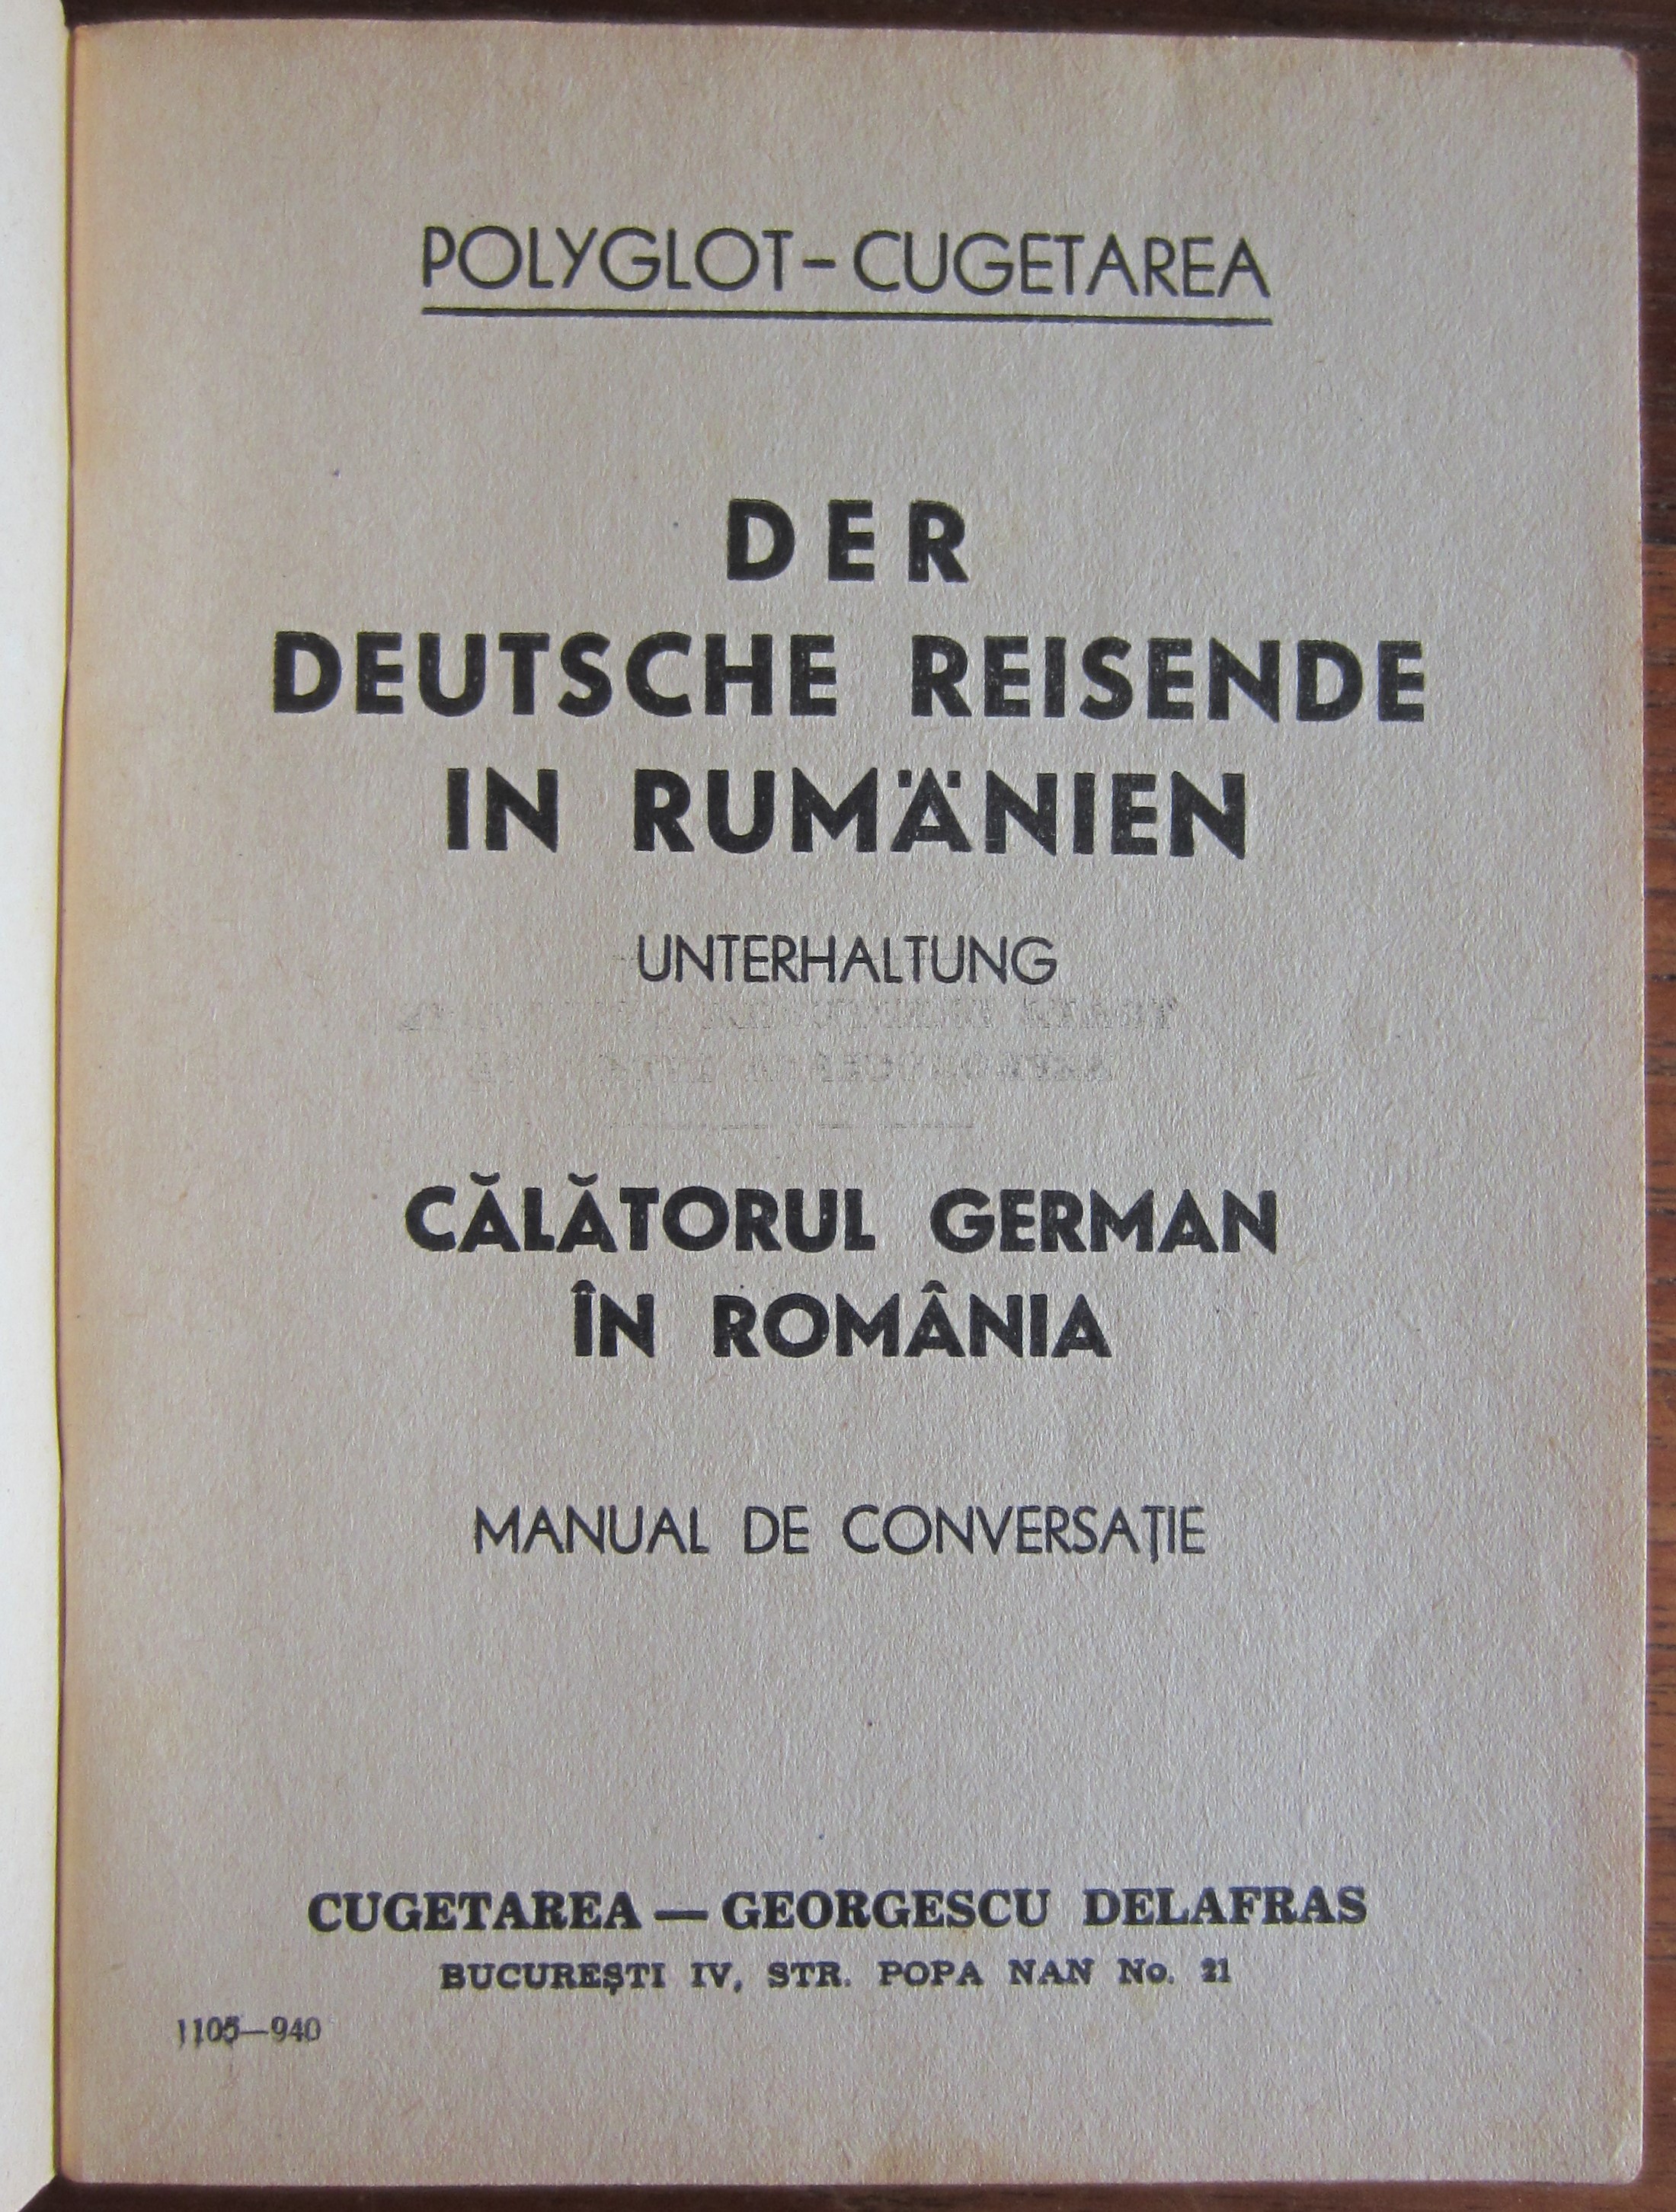 POLYGLOT-CUGETAREA
DER
DEUTSCHE REISENDE
IN RUMÄNIEN
UNTERHALTUNG
CĂLĂTORUL GERMAN
ÎN ROMÂNIA
MANUAL DE CONVERSAȚIE
CUGETAREA — GEORGESCU DELAFRAS
BUCUREȘTI IV, STR. POPA NAN No. 21
1105—940